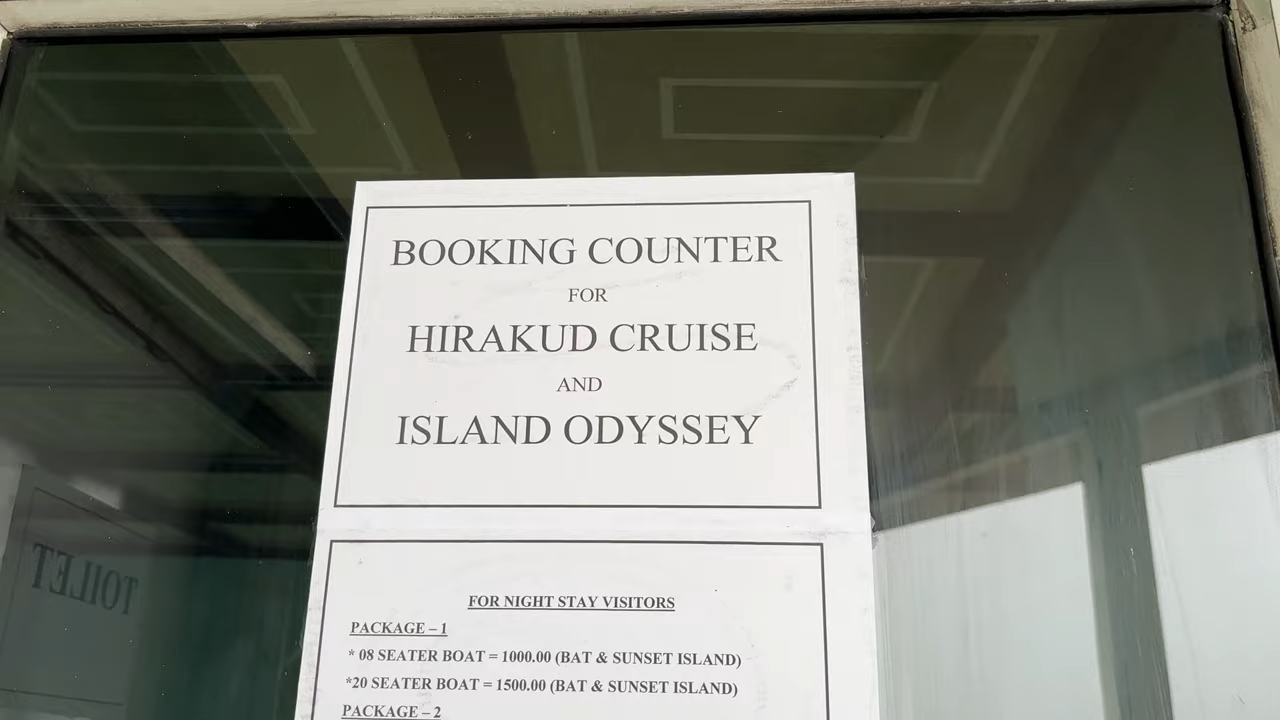 BOOKING COUNTER
FOR
HIRAKUD CRUISE
AND
ISLAND ODYSSEY
FOR NIGHT STAY VISITORS
PACKAGE – 1
* 08 SEATER BOAT = 1000.00 (BAT & SUNSET ISLAND)
*20 SEATER BOAT = 1500.00 (BAT & SUNSET ISLAND)
PACKAGE – 2
TOILET